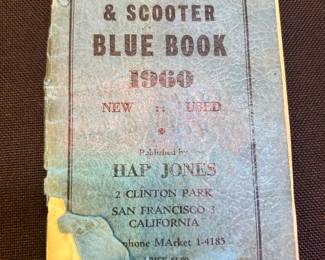 & SCOOTER
BLUE BOOK
1960
NEW :: USED
Published by
HAP JONES
2 CLINTON PARK
SAN FRANCISCO 3
CALIFORNIA
MArket 1-4185